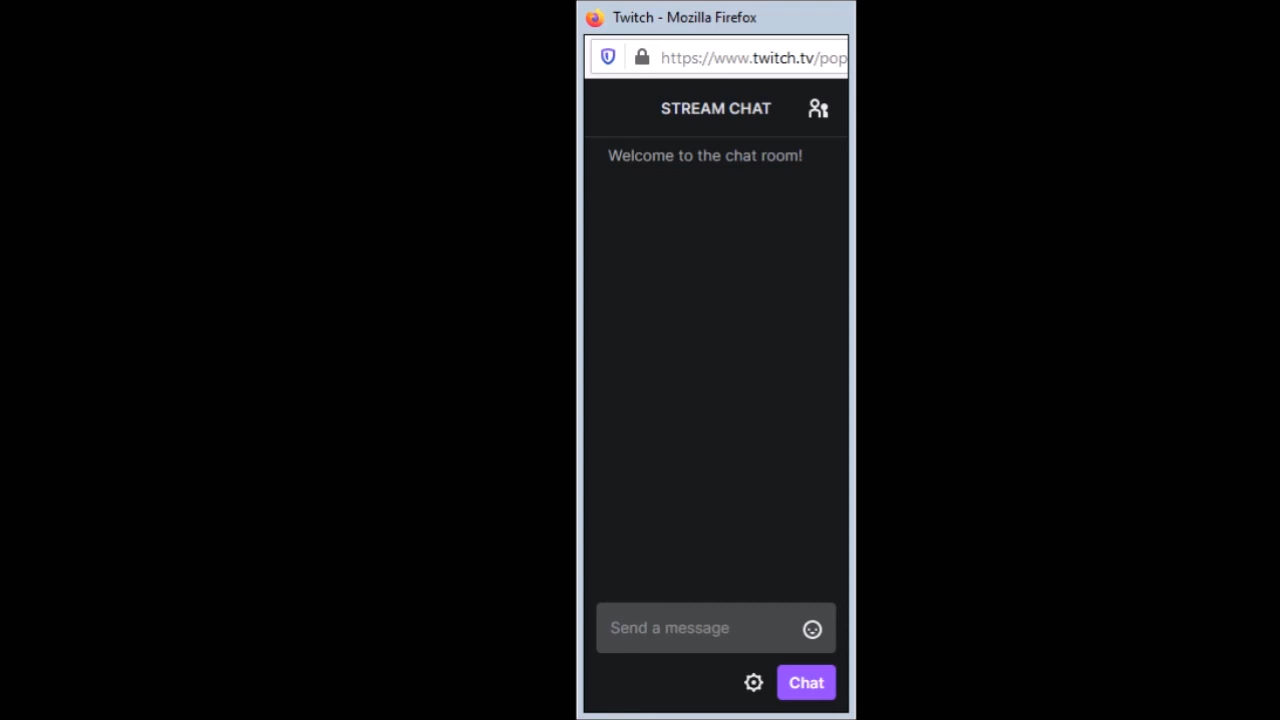 Twitch - Mozilla Firefox
https://www.twitch.tv/pop
STREAM CHAT
Welcome to the chat room!
Send a message
Chat